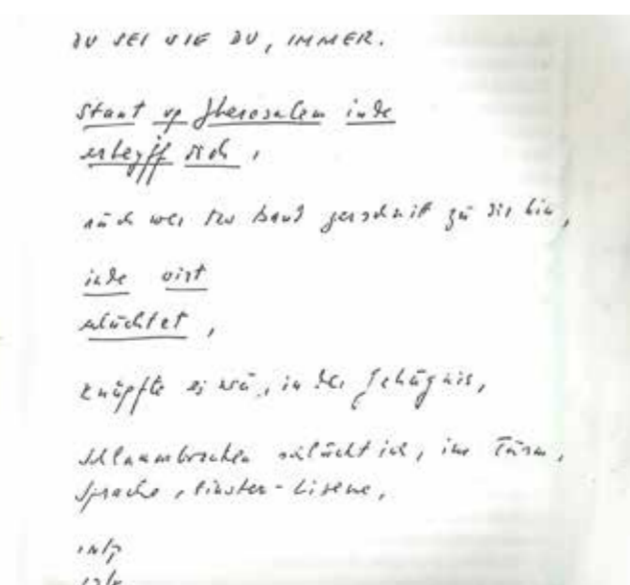 DU SEI WIE DU, IMMER.
Stant up Jherosalem inde
erheyff dich,
auch wer das Band zerschnitt zu dir hin,
inde wirt
erluchtet,
knüpfte es neu, in der Gehugnis,
Schlammbrocken schluckt ich, im Turm,
Sprache, Finster-Lisene,